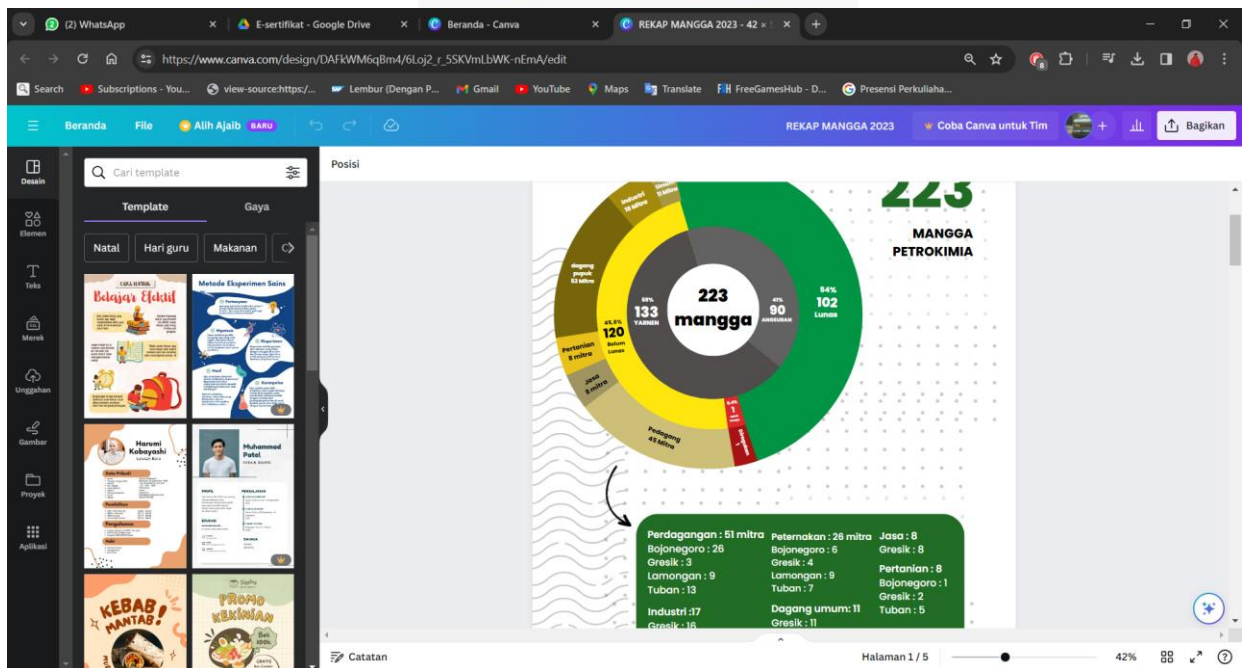 (2) WhatsApp
E-sertifikat - Google Drive
Beranda - Canva
REKAP MANGGA 2023 - 42 ×
https://www.canva.com/design/DAFkWM6qBm4/6Loj2_r_5SKVmLbWK-nEmA/edit
Search
Subscriptions - You...
view-source:https:/...
Lembur (Dengan P...
Gmail
YouTube
Maps
Translate
FreeGamesHub - D...
Presensi Perkuliaha...
Beranda
File
Alih Ajaib BARU
REKAP MANGGA 2023
Coba Canva untuk Tim
Bagikan
Desain
Elemen
Teks
Merek
Unggahan
Gambar
Proyek
Aplikasi
Cari template
Template
Gaya
Natal
Hari guru
Makanan
Belajar Efektif
Metode Eksperimen Sains
Harumi
Kobayashi
Muhammad
Patel
KEBAB
MANTAB!
PROMO
KEKINIAN
Posisi
223
MANGGA
PETROKIMIA
Industri
dagang
pupuk
53 Mitra
Pertanian
8 mitra
Jasa
8 mitra
Pedagang
45 Mitra
45,5%
120
Belum
Lunas
133
YARNEN
223
mangga
41%
90
ANGSURAN
54%
102
Lunas
Perdagangan : 51 mitra
Bojonegoro : 26
Gresik : 3
Lamongan : 9
Tuban : 13
Industri :17
Gresik : 16
Peternakan : 26 mitra
Bojonegoro : 6
Gresik : 4
Lamongan : 9
Tuban : 7
Dagang umum: 11
Gresik : 11
Jasa : 8
Gresik : 8
Pertanian : 8
Bojonegoro : 1
Gresik : 2
Tuban : 5
Catatan
Halaman 1 / 5
42%